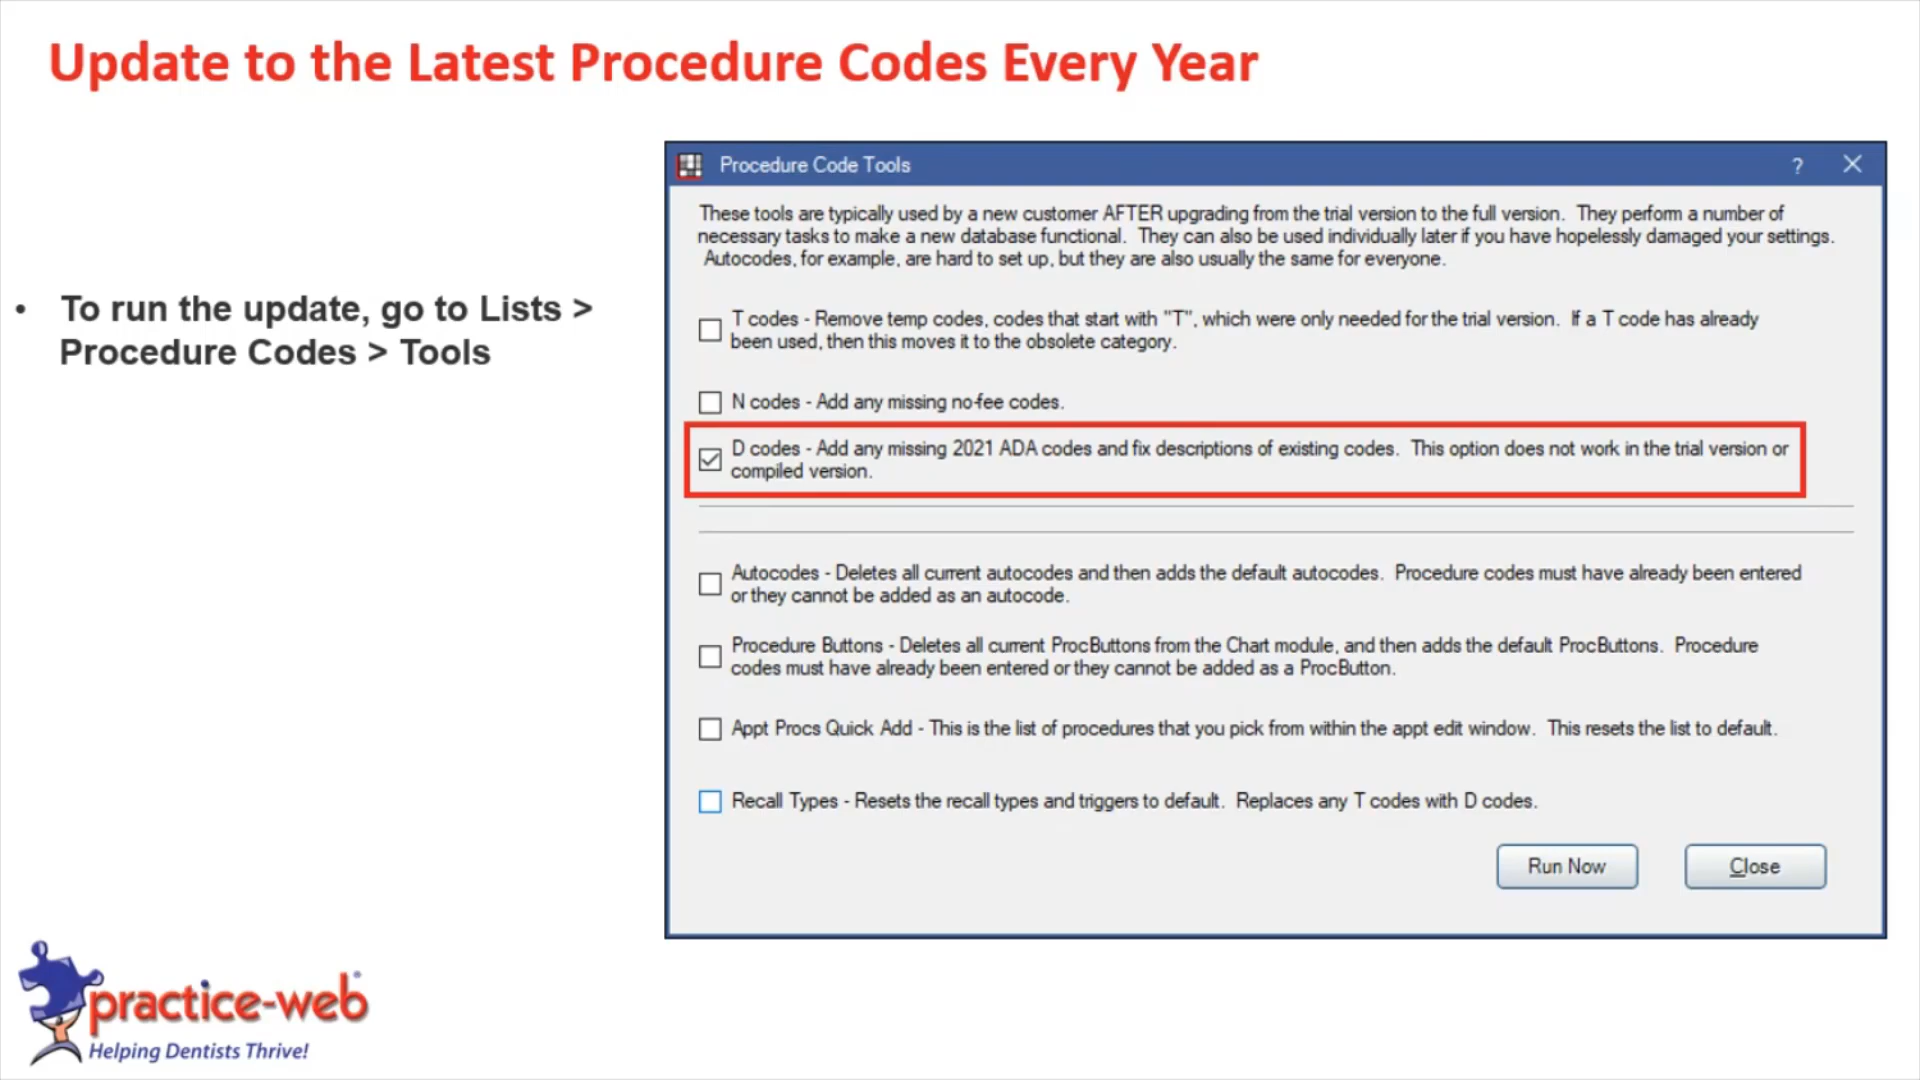 Update to the Latest Procedure Codes Every Year
• To run the update, go to Lists >
Procedure Codes > Tools
Procedure Code Tools
?
These tools are typically used by a new customer AFTER upgrading from the trial version to the full version. They perform a number of
necessary tasks to make a new database functional. They can also be used individually later if you have hopelessly damaged your settings.
Autocodes, for example, are hard to set up, but they are also usually the same for everyone.
T codes - Remove temp codes, codes that start with "T", which were only needed for the trial version. If a T code has already
been used, then this moves it to the obsolete category.
N codes - Add any missing no-fee codes.
D codes - Add any missing 2021 ADA codes and fix descriptions of existing codes. This option does not work in the trial version or
compiled version.
Autocodes - Deletes all current autocodes and then adds the default autocodes. Procedure codes must have already been entered
or they cannot be added as an autocode.
Procedure Buttons - Deletes all current ProcButtons from the Chart module, and then adds the default ProcButtons. Procedure
codes must have already been entered or they cannot be added as a ProcButton.
Appt Procs Quick Add - This is the list of procedures that you pick from within the appt edit window. This resets the list to default.
Recall Types - Resets the recall types and triggers to default. Replaces any T codes with D codes.
Run Now
Close
practice-web
Helping Dentists Thrive!